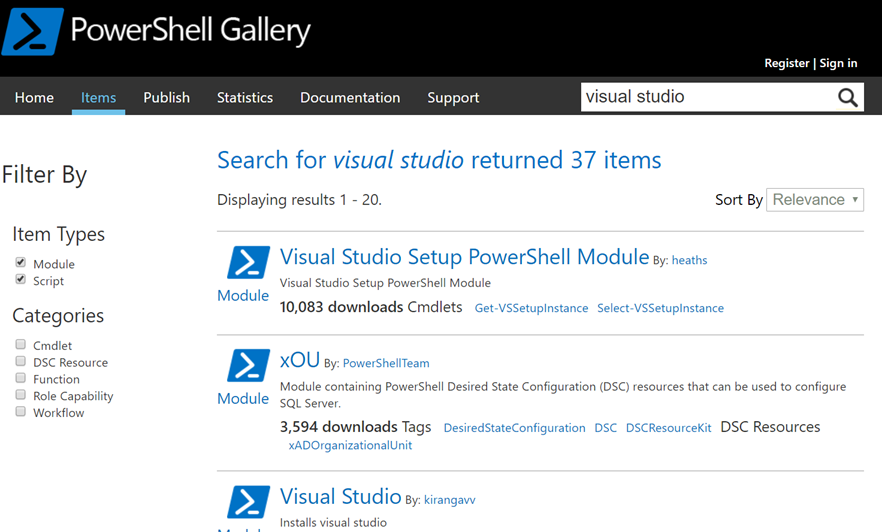 PowerShell Gallery
Register | Sign in
Home Items Publish Statistics Documentation Support visual studio
Search for visual studio returned 37 items
Filter By
Displaying results 1 - 20. Sort By Relevance
Item Types
Module
Script
Categories
Cmdlet
DSC Resource
Function
Role Capability
Workflow
Visual Studio Setup PowerShell Module By: heaths
Visual Studio Setup PowerShell Module
Module
10,083 downloads Cmdlets Get-VSSetupInstance Select-VSSetupInstance
xOU By: PowerShellTeam
Module containing PowerShell Desired State Configuration (DSC) resources that can be used to configure
SQL Server.
Module
3,594 downloads Tags DesiredStateConfiguration DSC DSCResourceKit DSC Resources
xADOrganizationalUnit
Visual Studio By: kirangavv
Installs visual studio
Module